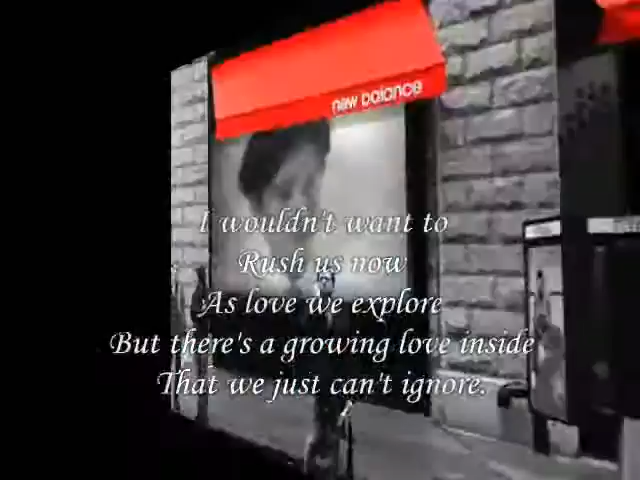 new balance
I wouldn't want to
Rush us now
As love we explore
But there's a growing love inside
That we just can't ignore.